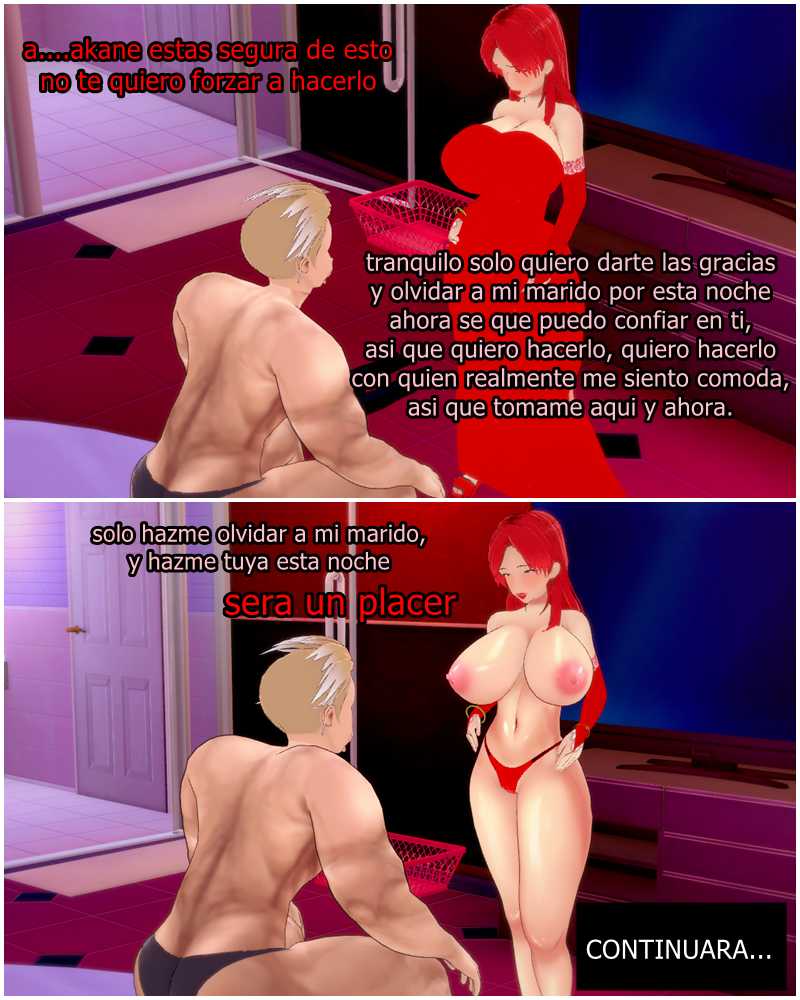 a....akane estas segura de esto
no te quiero forzar a hacerlo
tranquilo solo quiero darte las gracias
y olvidar a mi marido por esta noche
ahora se que puedo confiar en ti,
asi que quiero hacerlo, quiero hacerlo
con quien realmente me siento comoda,
asi que tomame aqui y ahora.
solo hazme olvidar a mi marido,
y hazme tuya esta noche
sera un placer
CONTINUARA...